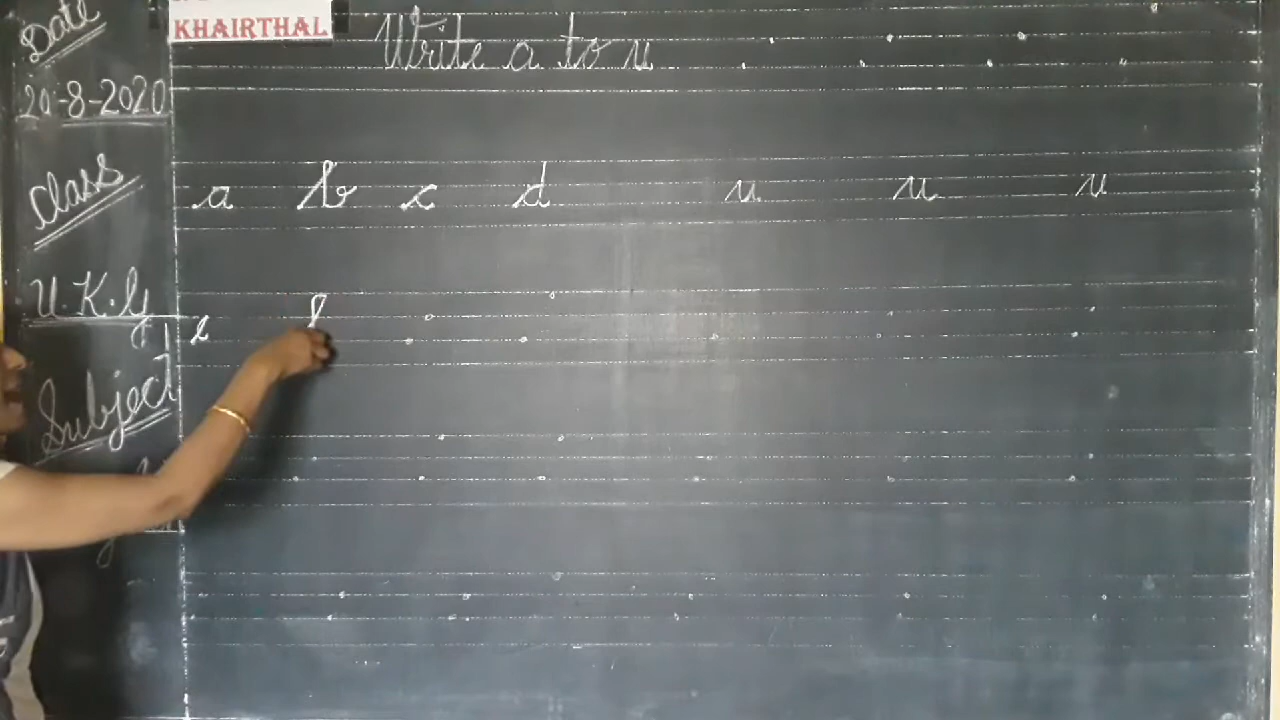 KHAIRTHAL
Date
20-8-2020
Class
U.K.G
Subject
Write a to u
a b c d u u u
e f